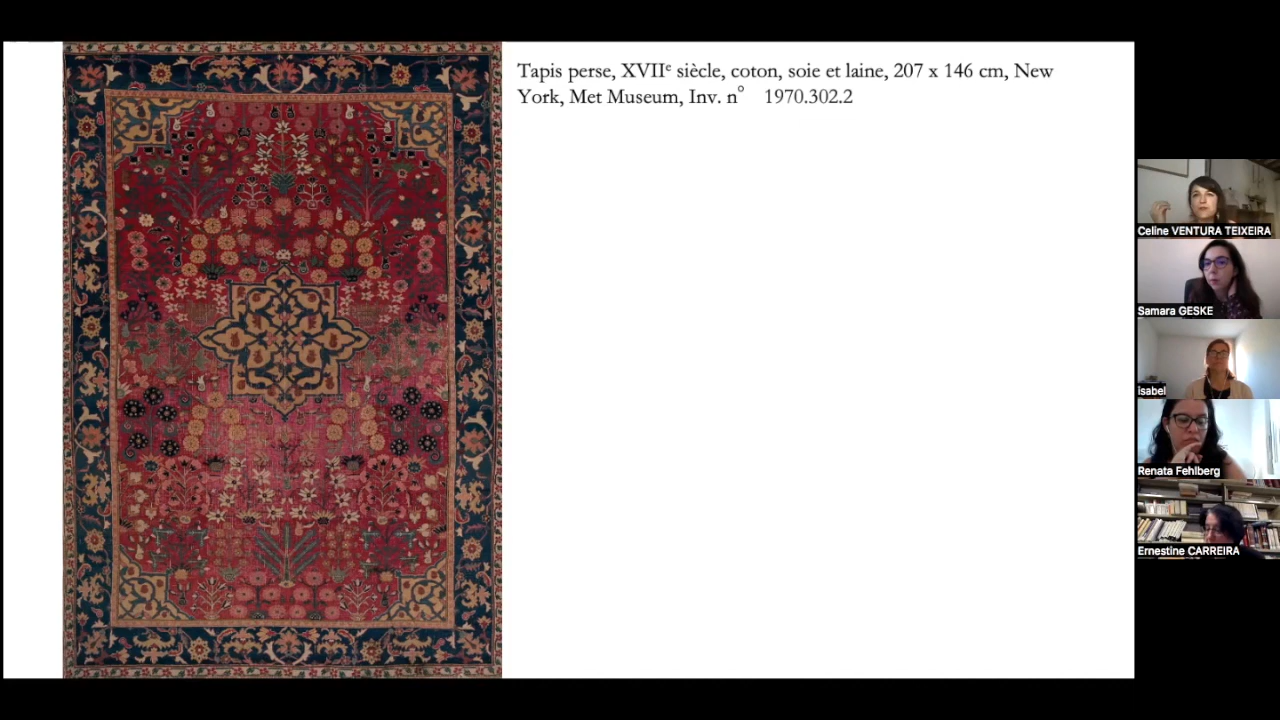 Tapis perse, XVIIᵉ siècle, coton, soie et laine, 207 x 146 cm, New
York, Met Museum, Inv. n° 1970.302.2
Celine VENTURA TEIXEIRA
Samara GESKE
isabel
Renata Fehlberg
Ernestine CARREIRA